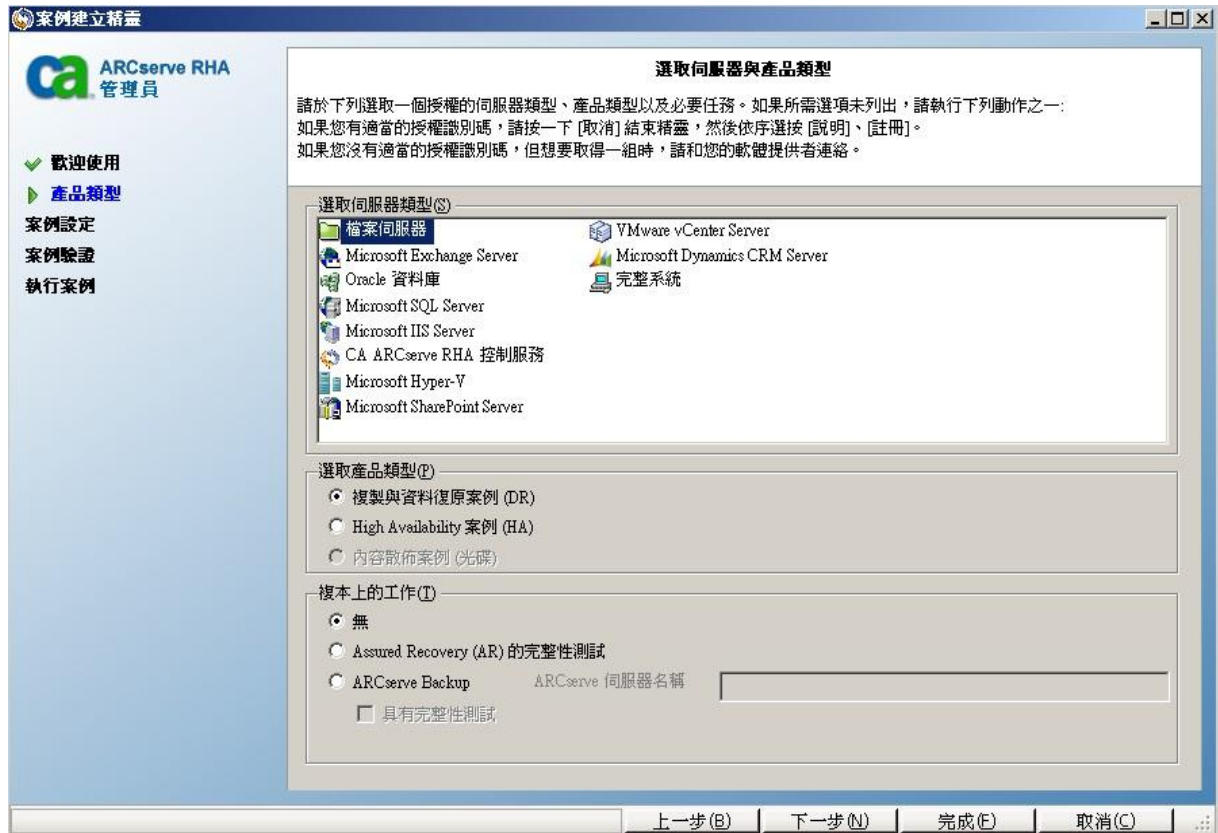 案例建立精靈
ca
ARCserve RHA
管理員
歡迎使用
產品類型
案例設定
案例驗證
執行案例
選取伺服器與產品類型
請於下列選取一個授權的伺服器類型、產品類型以及必要任務。如果所需選項未列出，請執行下列動作之一:
如果您有適當的授權識別碼，請按一下 [取消] 結束精靈，然後依序選按 [說明]、[註冊]。
如果您沒有適當的授權識別碼，但想要取得一組時，請和您的軟體提供者連絡。
選取伺服器類型(S)
檔案伺服器
Microsoft Exchange Server
Oracle 資料庫
Microsoft SQL Server
Microsoft IIS Server
CA ARCserve RHA 控制服務
Microsoft Hyper-V
Microsoft SharePoint Server
VMware vCenter Server
Microsoft Dynamics CRM Server
完整系統
選取產品類型(P)
複製與資料復原案例 (DR)
High Availability 案例 (HA)
內容散佈案例 (光碟)
複本上的工作(T)
無
Assured Recovery (AR) 的完整性測試
ARCserve Backup ARCserve 伺服器名稱
具有完整性測試
上一步(B) 下一步(N) 完成(F) 取消(C)